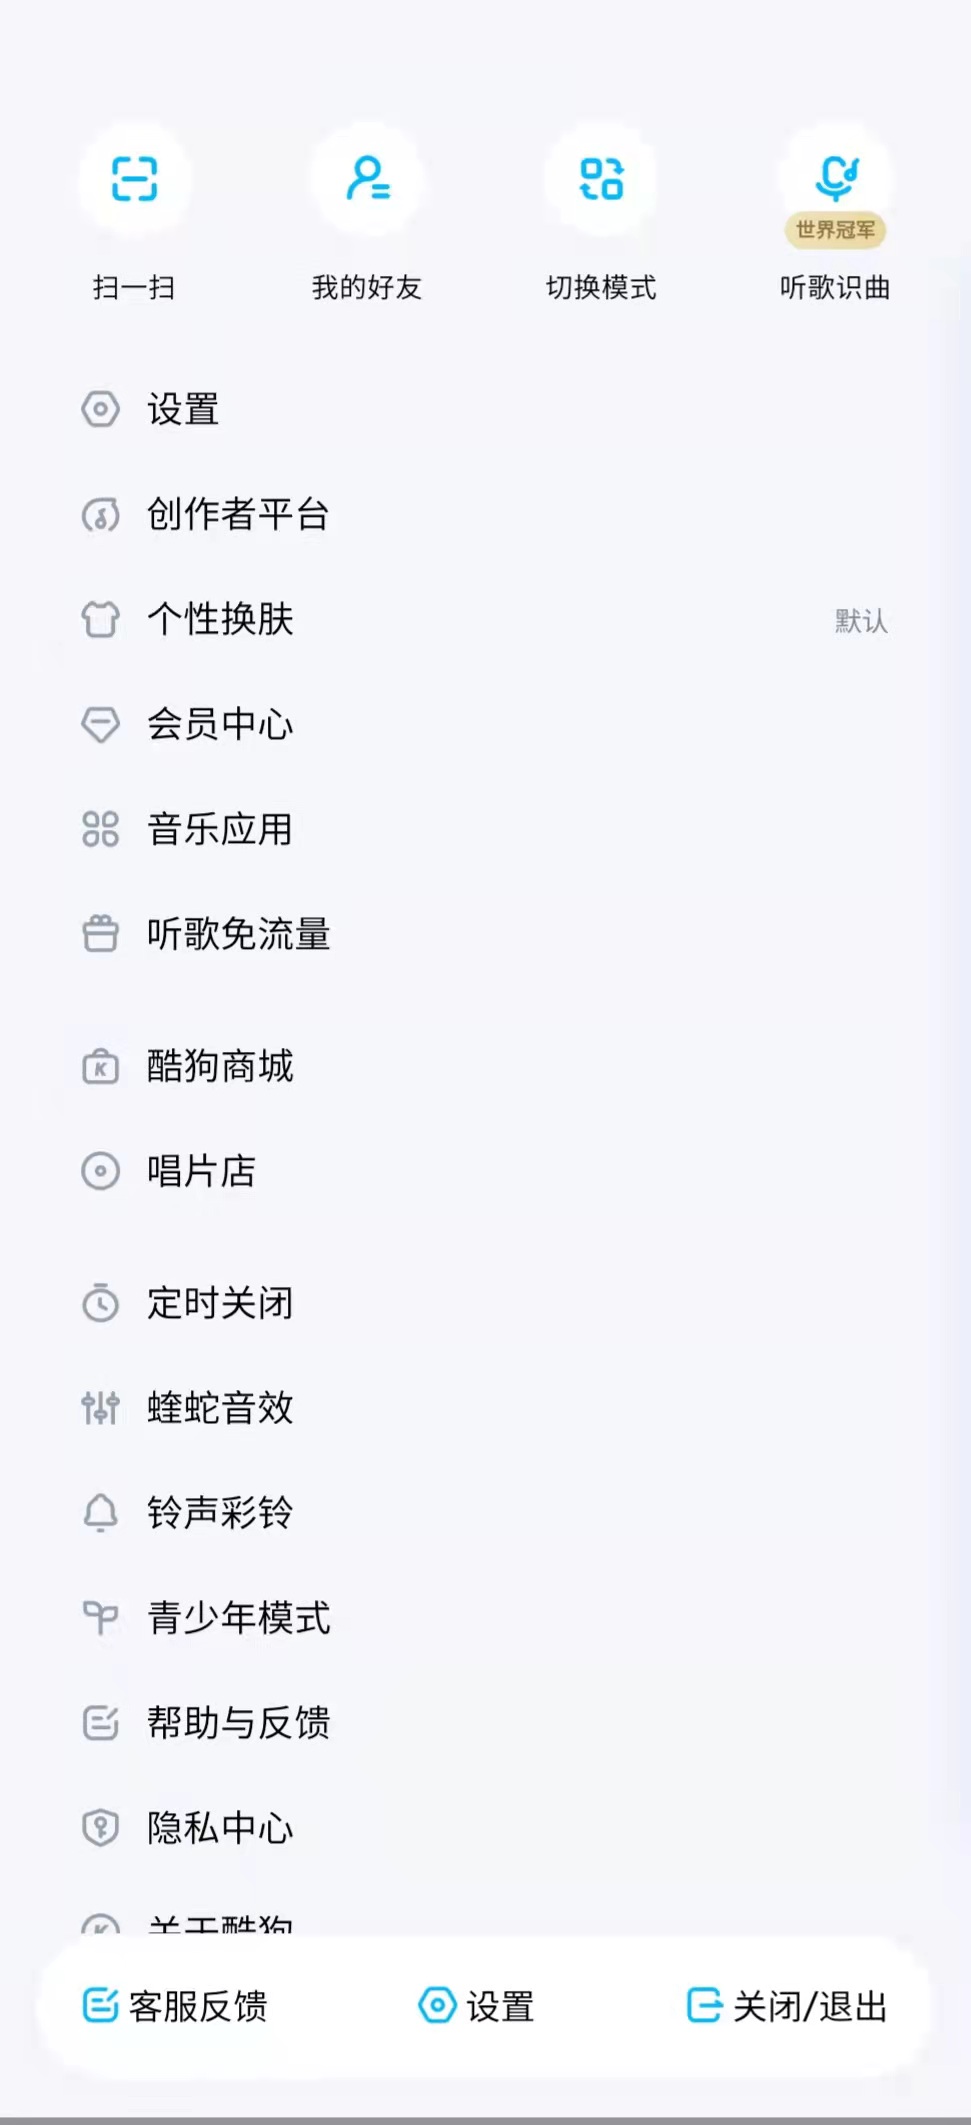 世界冠军
扫一扫 我的好友 切换模式 听歌识曲
设置
创作者平台
个性换肤 默认
会员中心
音乐应用
听歌免流量
酷狗商城
唱片店
定时关闭
蝰蛇音效
铃声彩铃
青少年模式
帮助与反馈
隐私中心
关于酷狗
客服反馈 设置 关闭/退出